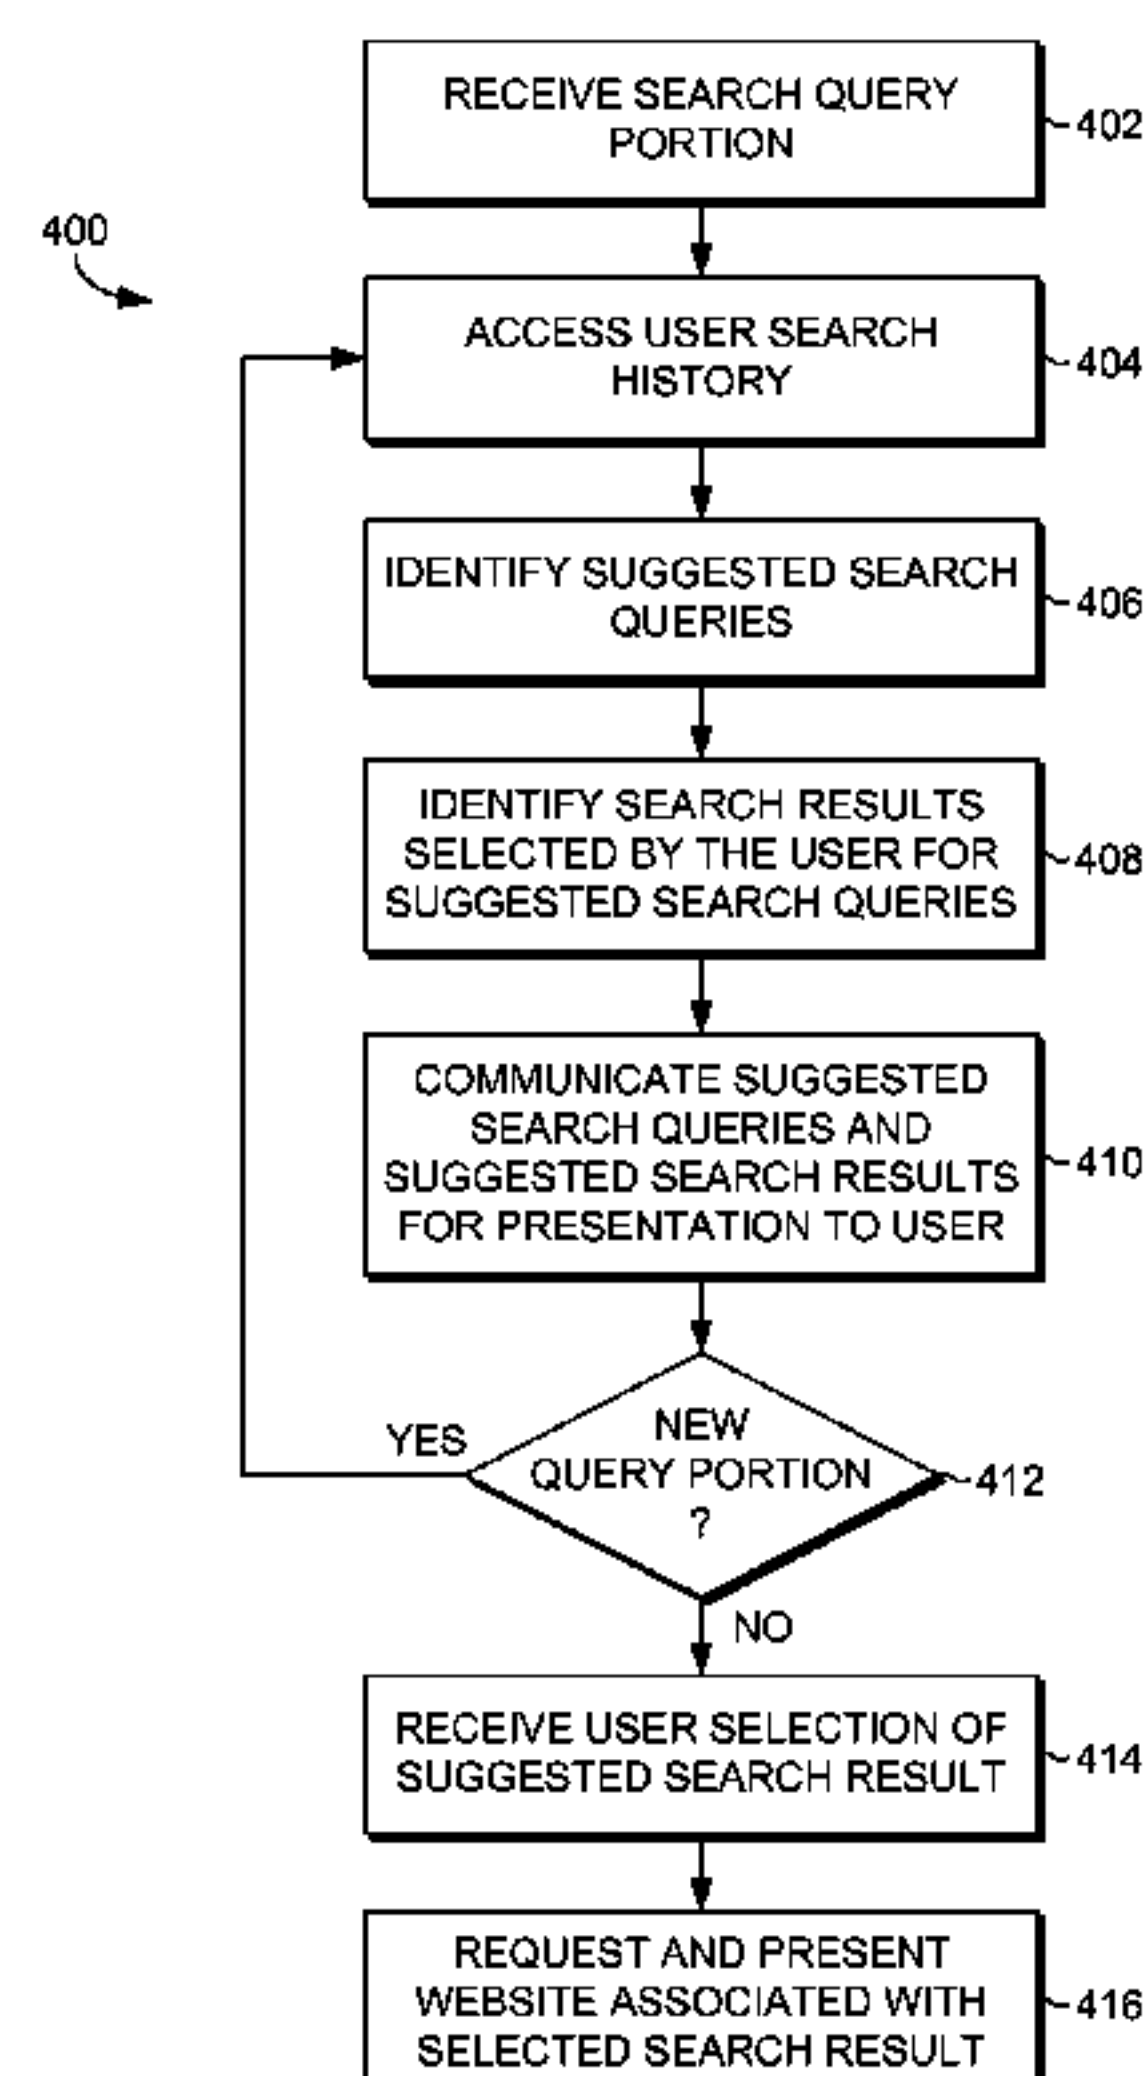 RECEIVE SEARCH QUERY
PORTION
402
400
ACCESS USER SEARCH
HISTORY
404
IDENTIFY SUGGESTED SEARCH
QUERIES
406
IDENTIFY SEARCH RESULTS
SELECTED BY THE USER FOR
SUGGESTED SEARCH QUERIES
408
COMMUNICATE SUGGESTED
SEARCH QUERIES AND
SUGGESTED SEARCH RESULTS
FOR PRESENTATION TO USER
410
YES
NEW
QUERY PORTION
?
412
NO
RECEIVE USER SELECTION OF
SUGGESTED SEARCH RESULT
414
REQUEST AND PRESENT
WEBSITE ASSOCIATED WITH
SELECTED SEARCH RESULT
416